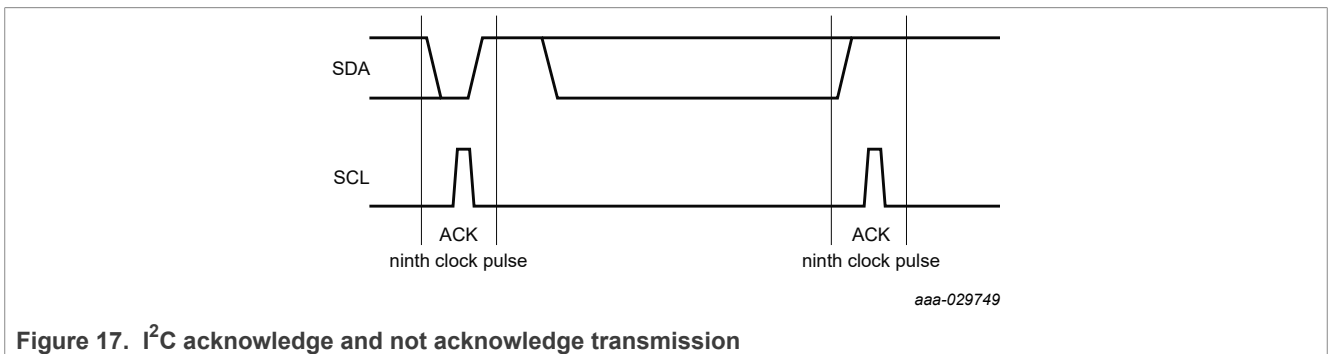 SDA
SCL
ACK ACK
ninth clock pulse ninth clock pulse
aaa-029749
Figure 17. I²C acknowledge and not acknowledge transmission